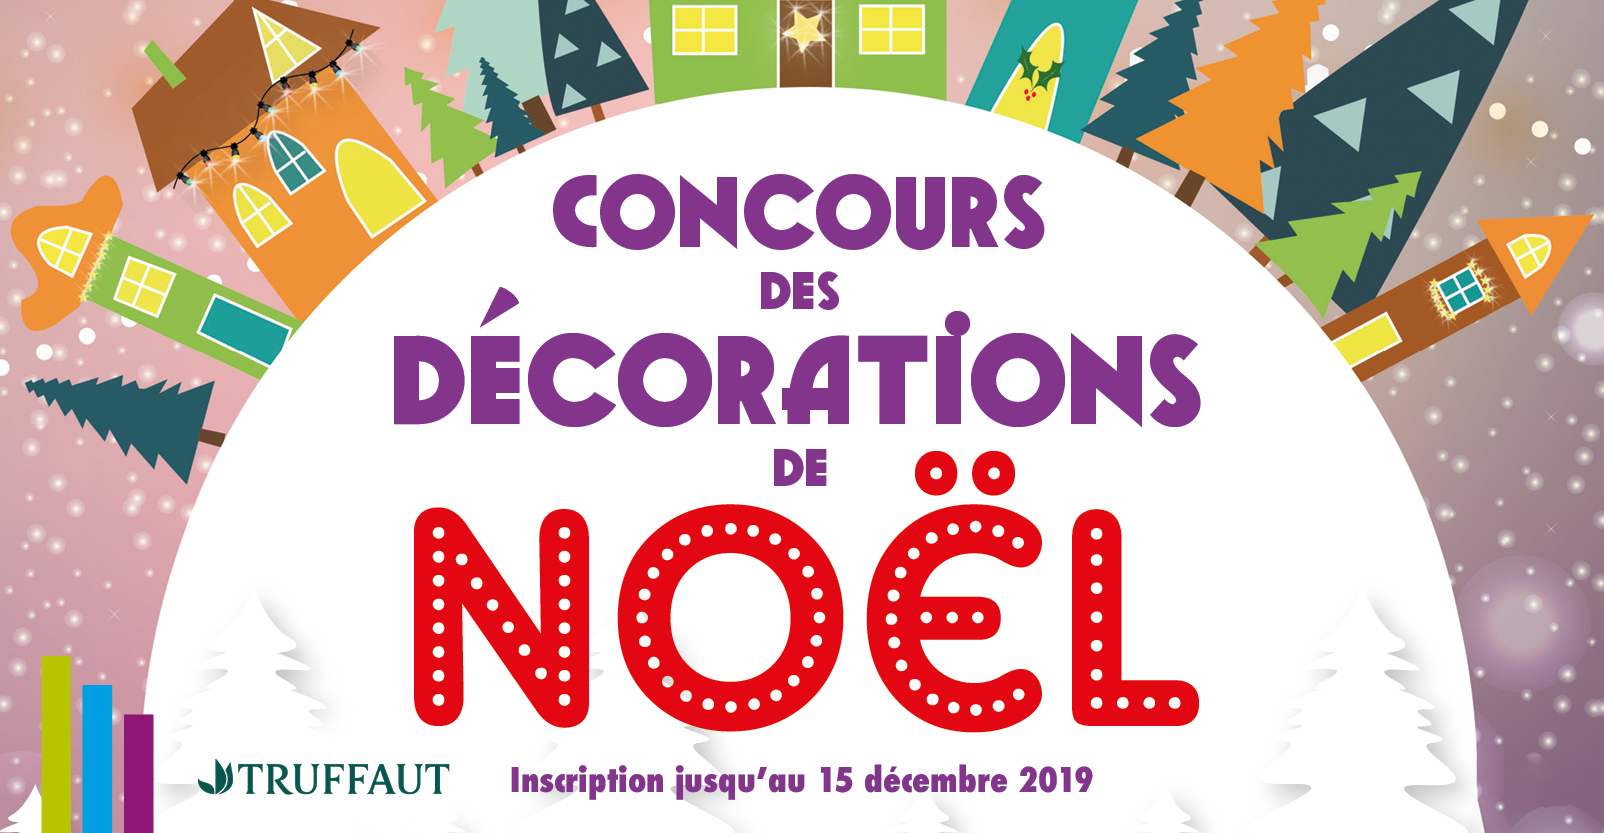 CONCOURS
DES
DÉCORATIONS
DE
NOËL
TRUFFAUT
Inscription jusqu'au 15 décembre 2019